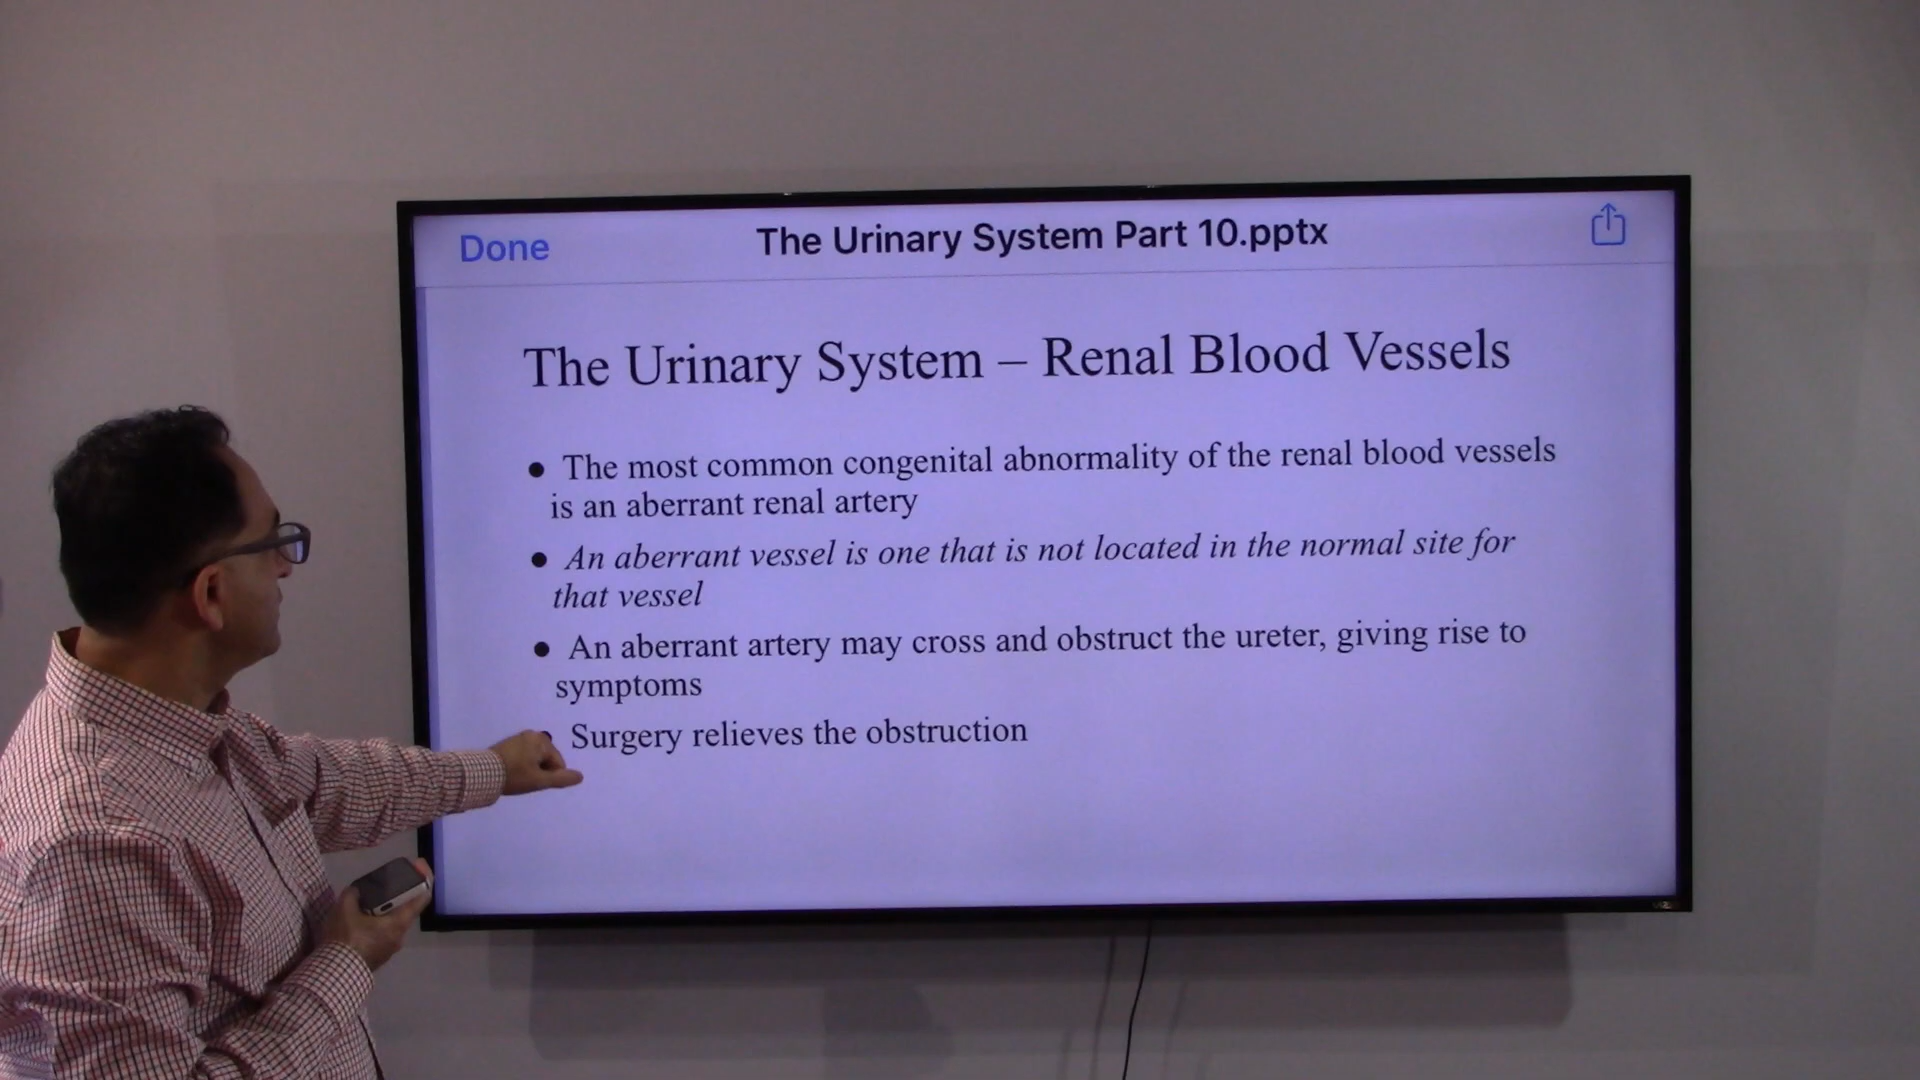 Done
The Urinary System Part 10.pptx
The Urinary System – Renal Blood Vessels
● The most common congenital abnormality of the renal blood vessels
is an aberrant renal artery
● An aberrant vessel is one that is not located in the normal site for
that vessel
● An aberrant artery may cross and obstruct the ureter, giving rise to
symptoms
Surgery relieves the obstruction